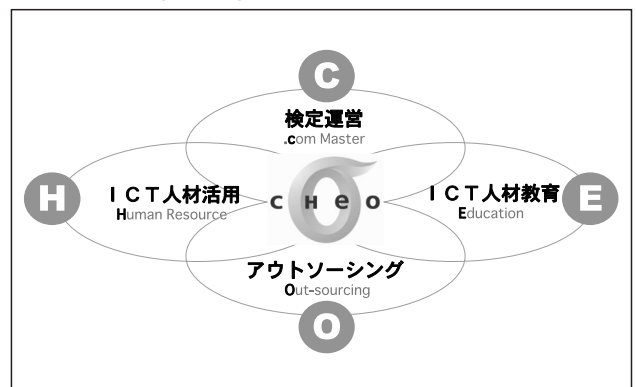 C
検定運営
.com Master
H
ＩＣＴ人材活用
Human Resource
CHeo
ＩＣＴ人材教育
Education
E
アウトソーシング
Out-sourcing
O